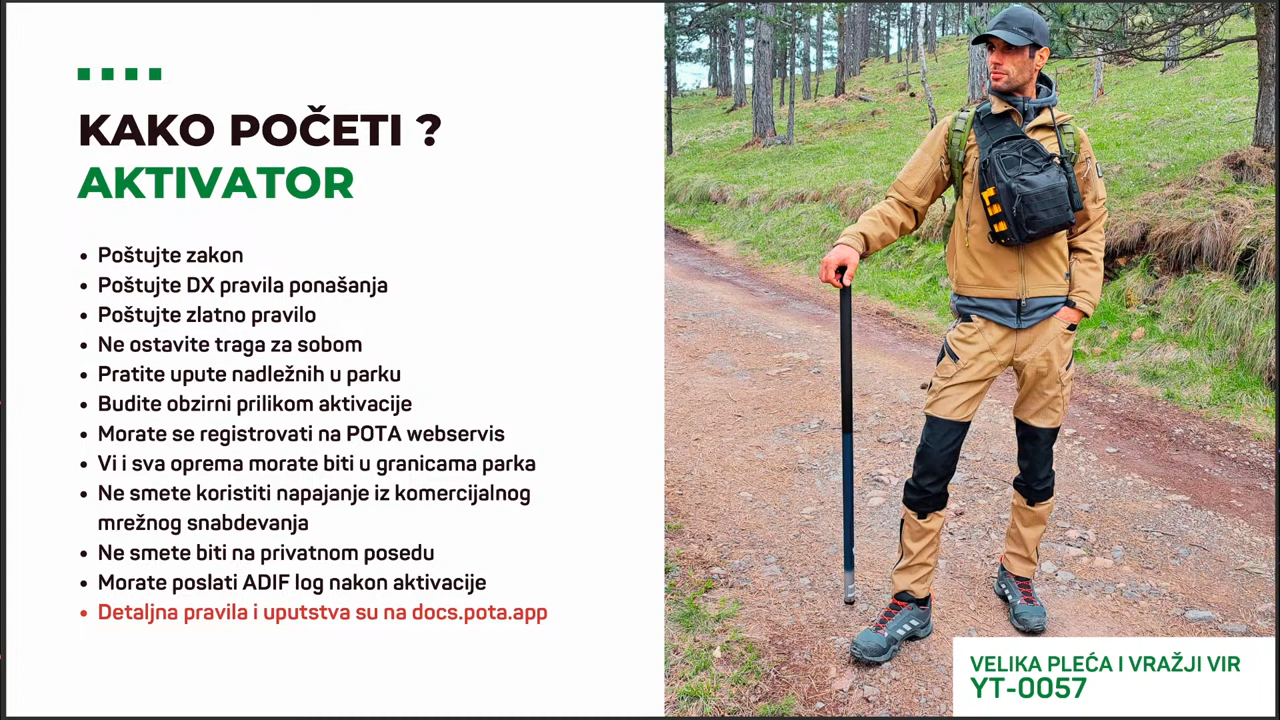 KAKO POČETI ?
AKTIVATOR
Poštujte zakon
Poštujte DX pravila ponašanja
Poštujte zlatno pravilo
Ne ostavite traga za sobom
Pratite upute nadležnih u parku
Budite obzirni prilikom aktivacije
Morate se registrovati na POTA webservis
Vi i sva oprema morate biti u granicama parka
Ne smete koristiti napajanje iz komercijalnog
mrežnog snabdevanja
Ne smete biti na privatnom posedu
Morate poslati ADIF log nakon aktivacije
Detaljna pravila i uputstva su na docs.pota.app
VELIKA PLEĆA I VRAŽJI VIR
YT-0057